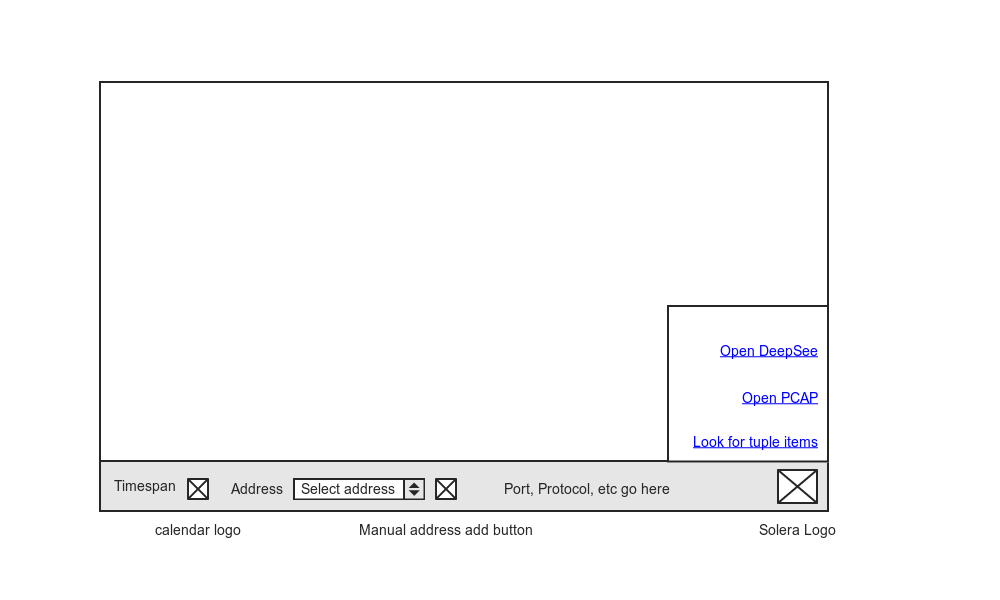 Open DeepSee
Open PCAP
Look for tuple items
Timespan
Address
Select address
Port, Protocol, etc go here
calendar logo
Manual address add button
Solera Logo